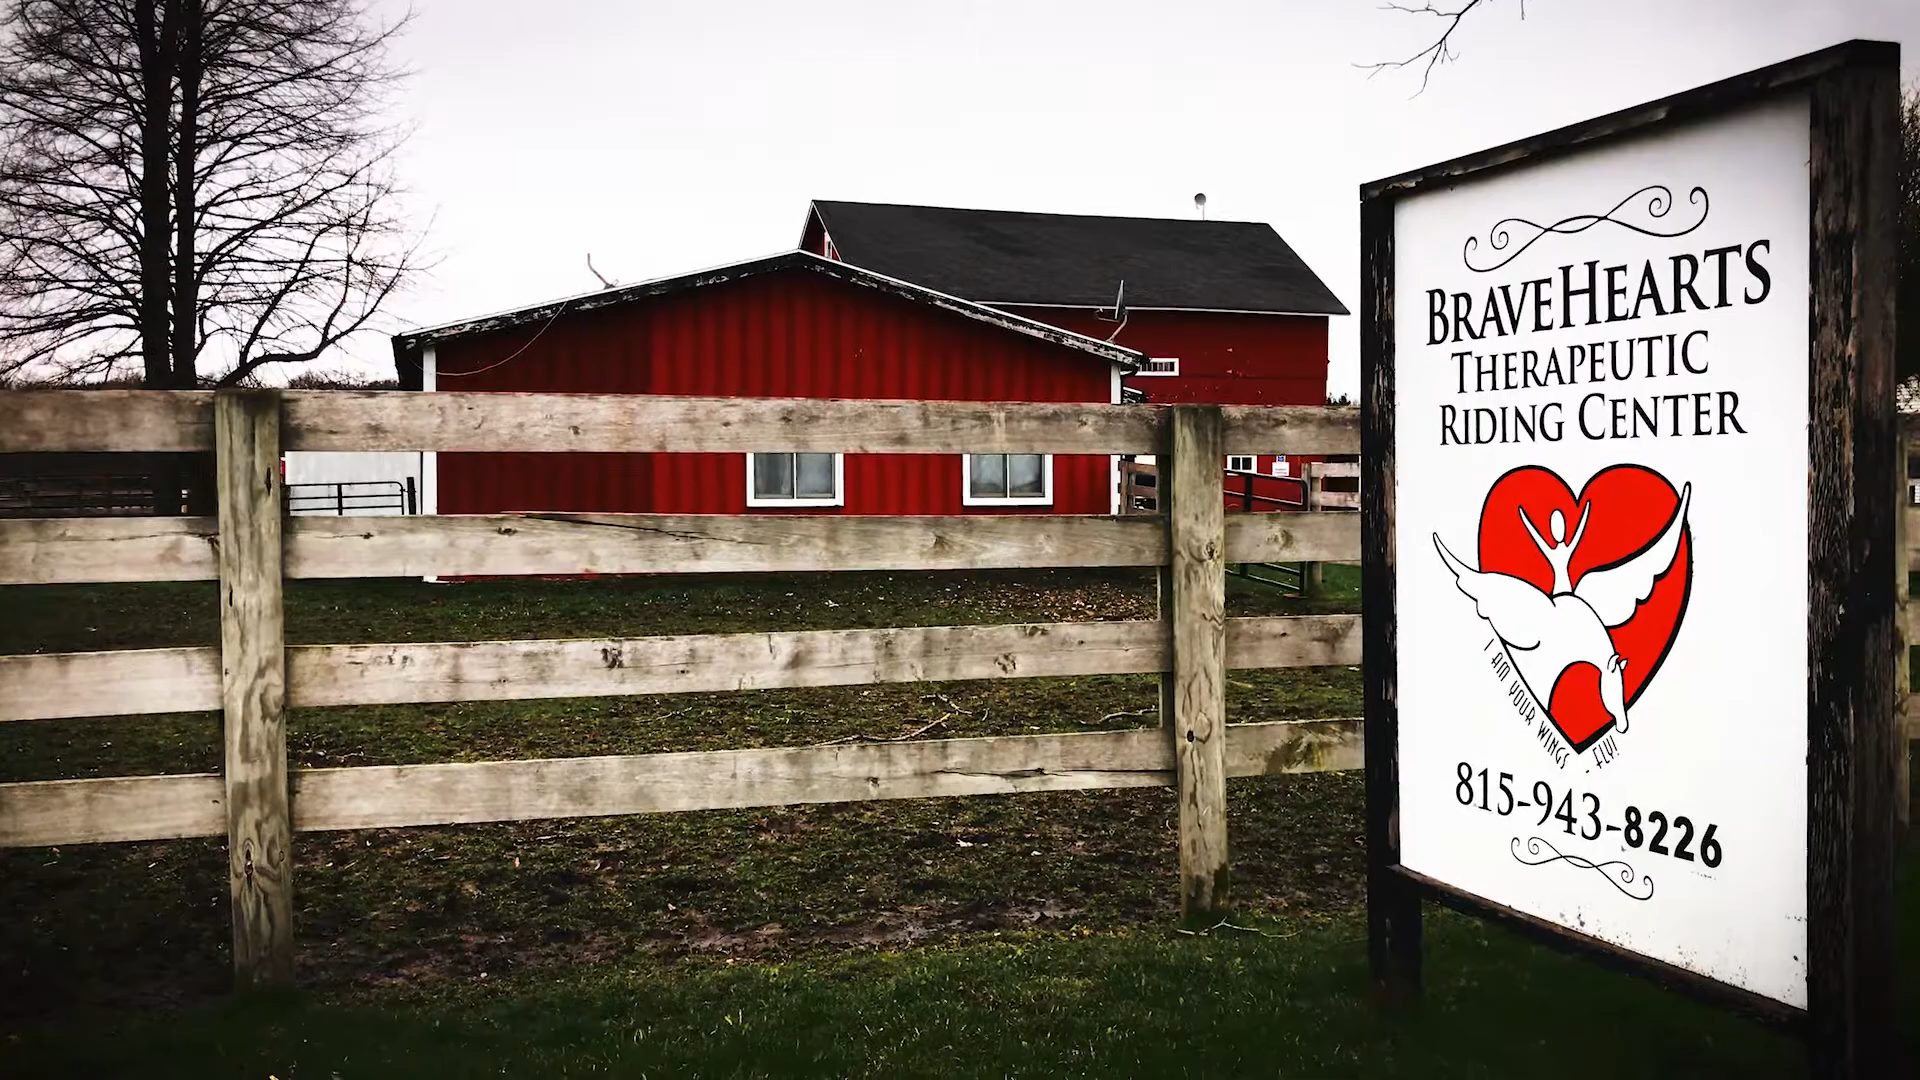 BRAVEHEARTS
THERAPEUTIC
RIDING CENTER
I AM YOUR WINGS - FLY!
815-943-8226